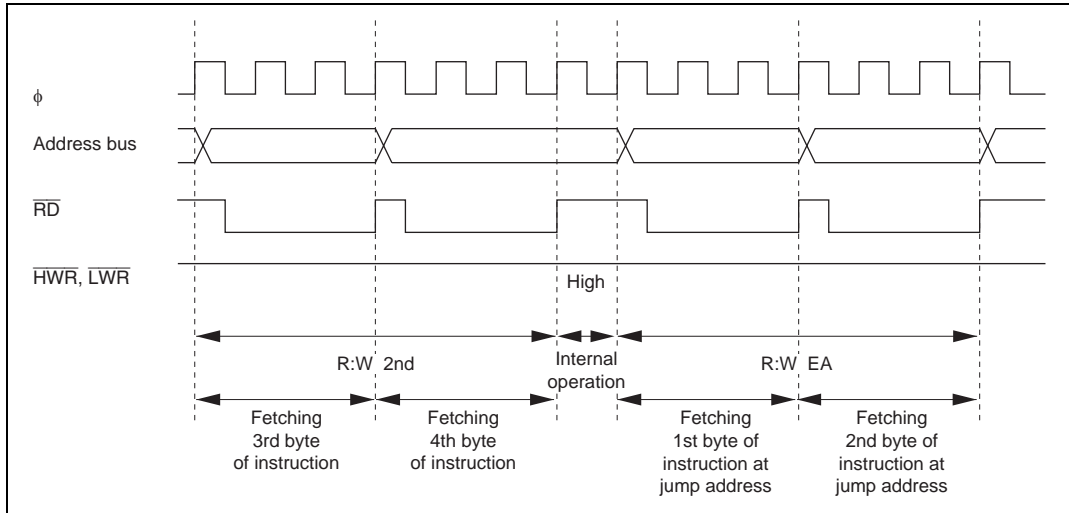 φ
Address bus
RD
HWR, LWR
High
R:W 2nd
Internal
operation
R:W EA
Fetching
3rd byte
of instruction
Fetching
4th byte
of instruction
Fetching
1st byte of
instruction at
jump address
Fetching
2nd byte of
instruction at
jump address